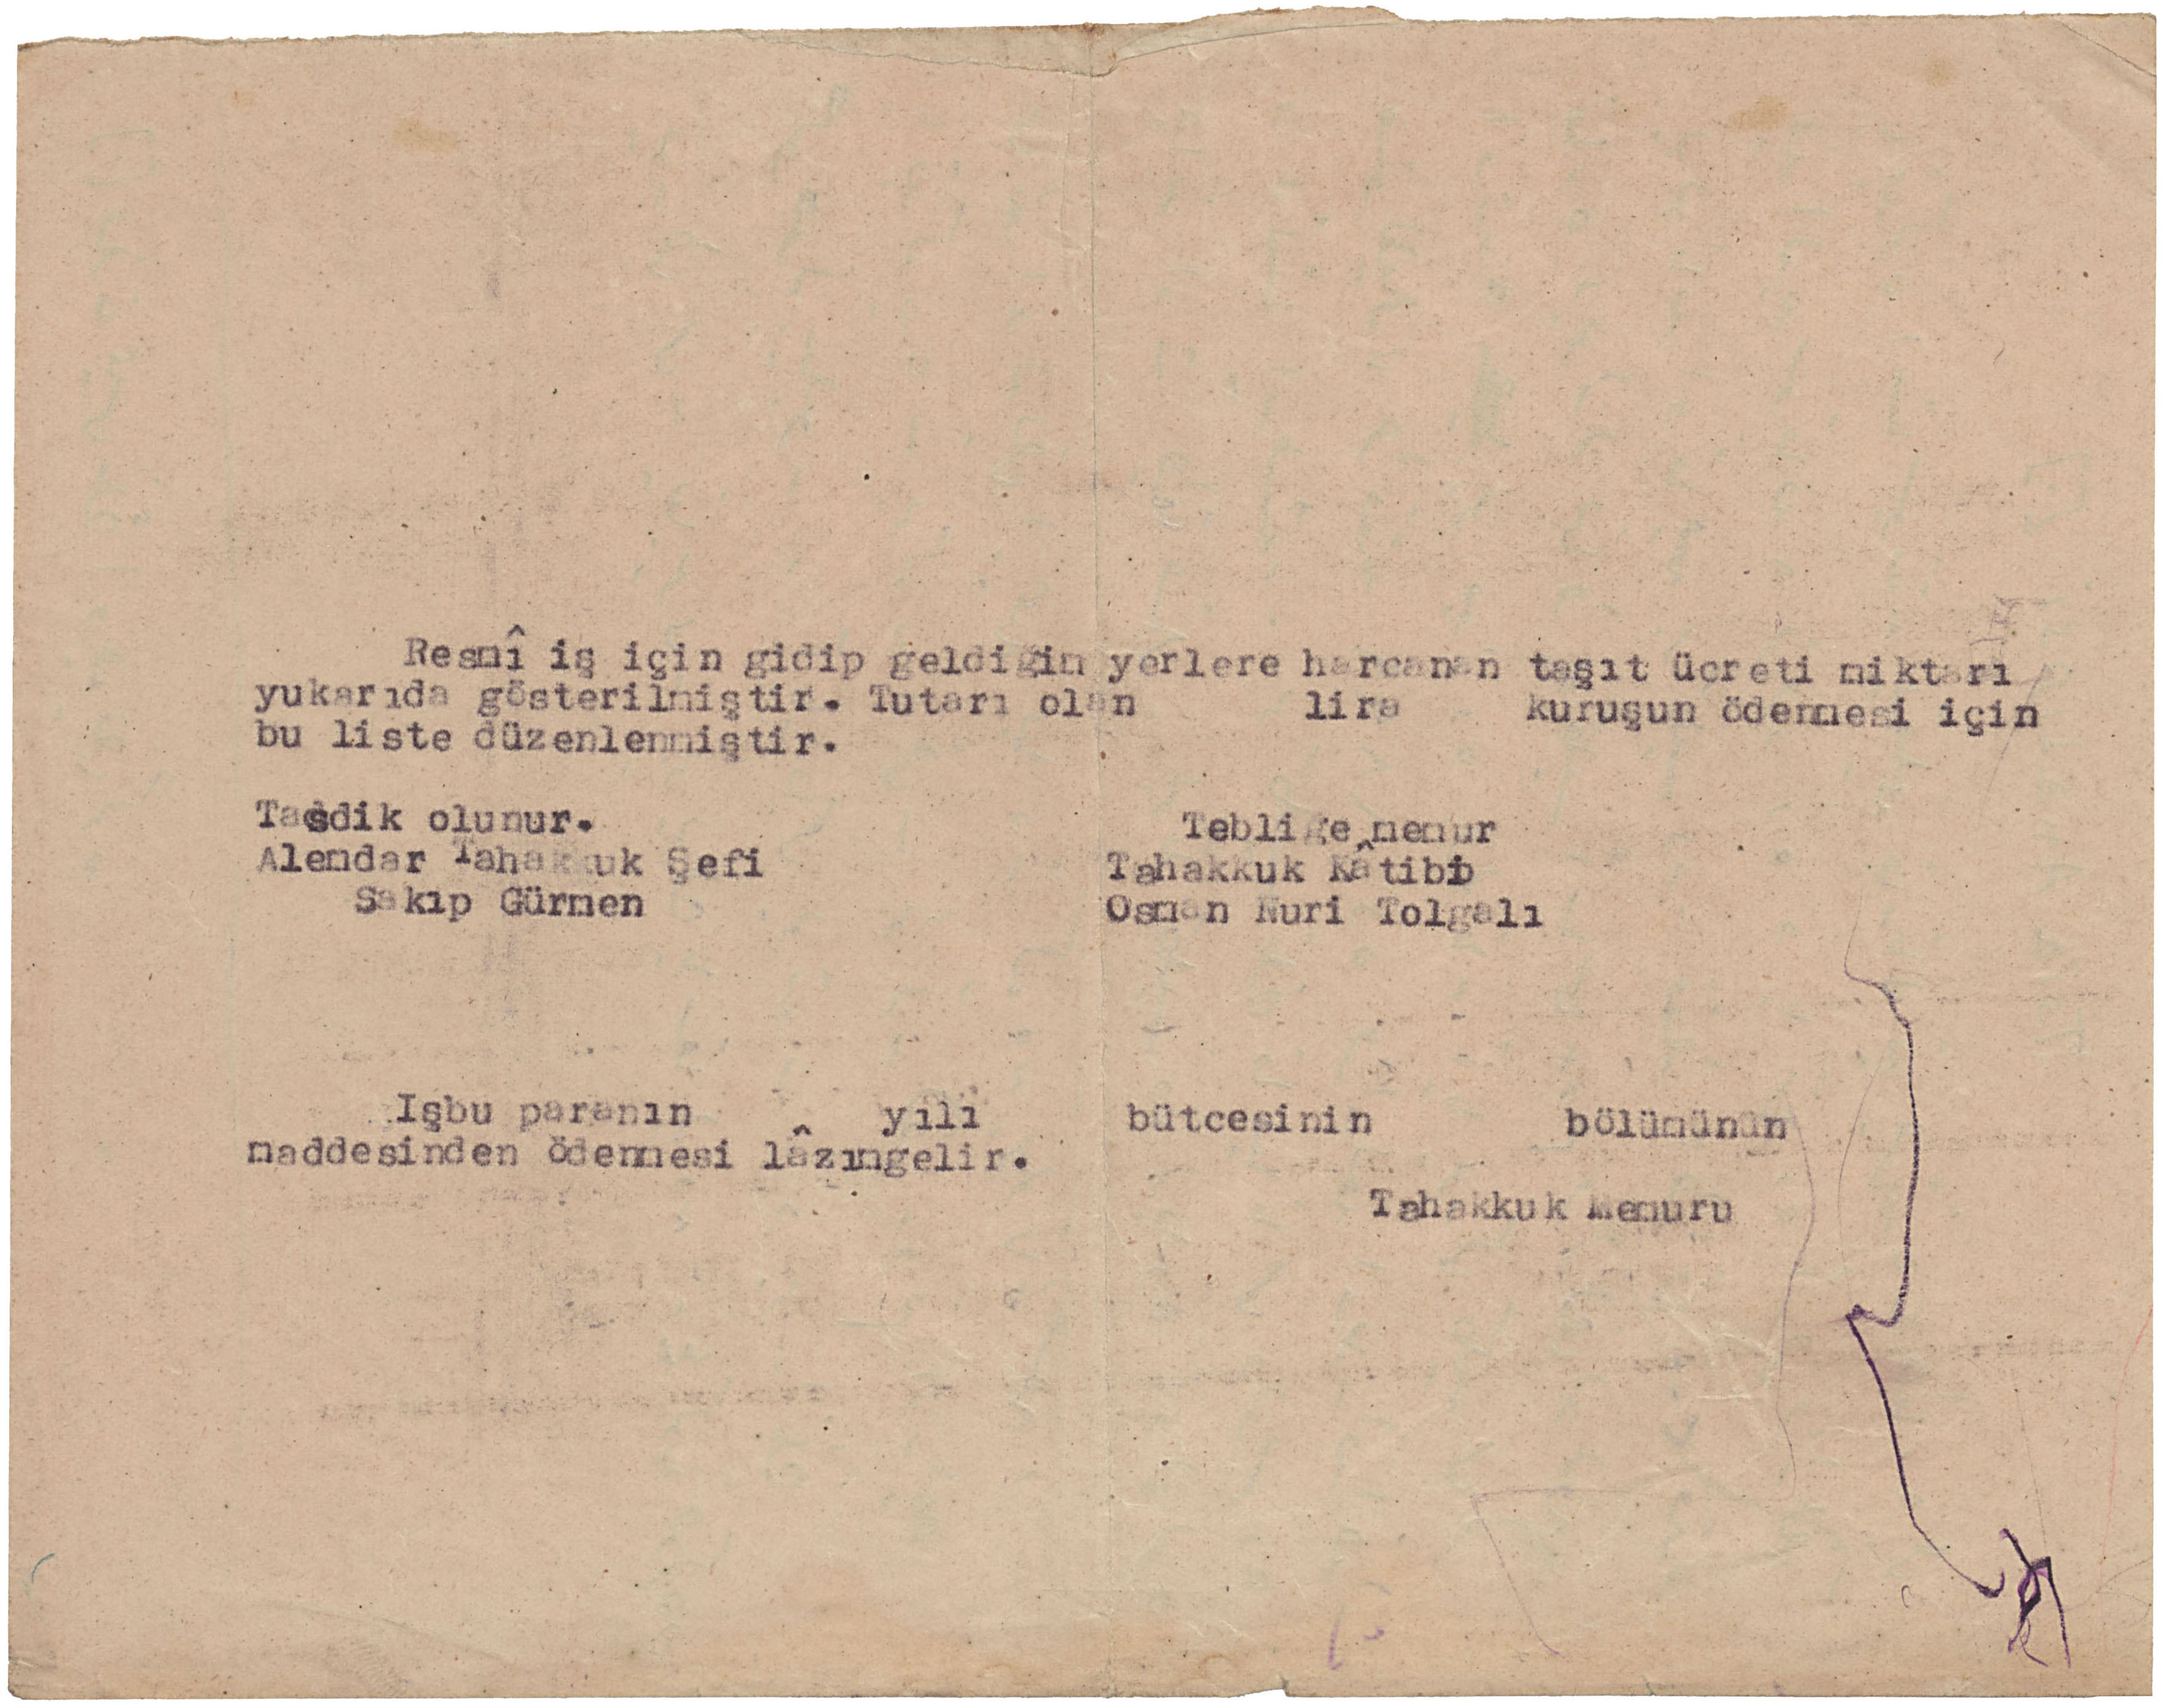 Resmî iş için gidip geldiğim yerlere harcanan taşıt ücreti miktarı
yukarıda gösterilmiştir. Tutarı olan lira kuruşun ödenmesi için
bu liste düzenlenmiştir.
Tasdik olunur.
Alemdar Tahakkuk Şefi
Sakıp Gürmen
Tebliğe memur
Tahakkuk Kâtibi
Osman Nuri Tolgalı
Işbu paranın yılı bütcesinin bölümünün
maddesinden ödenmesi lâzımgelir.
Tahakkuk Memuru